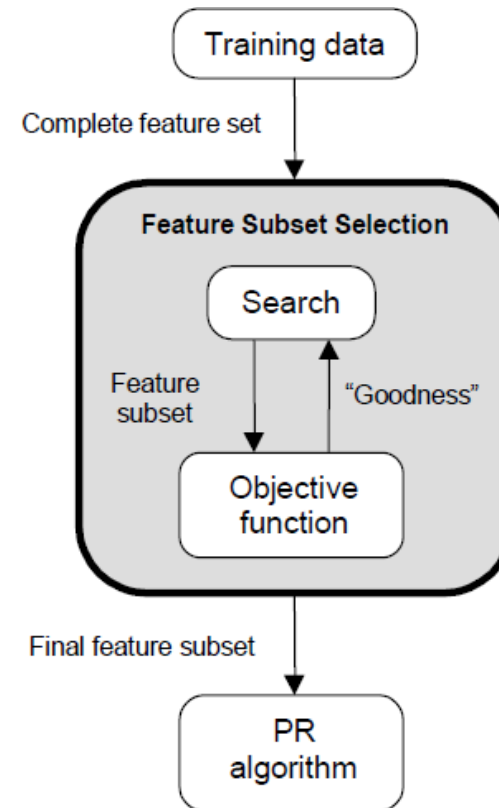 Training data
Complete feature set
Feature Subset Selection
Search
Feature
subset
“Goodness”
Objective
function
Final feature subset
PR
algorithm